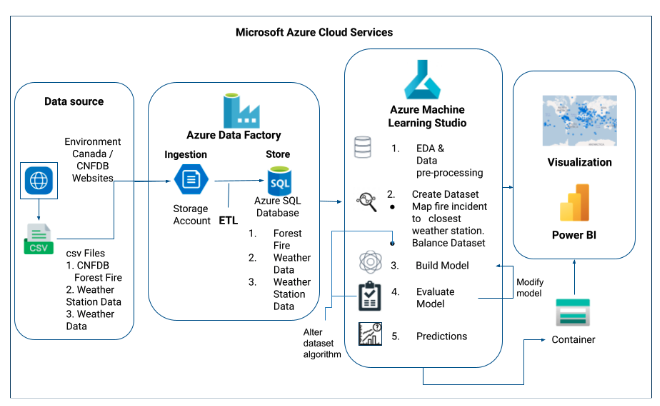 Microsoft Azure Cloud Services
Data source
Environment
Canada /
CNFDB
Websites
CSV
csv Files
1. CNFDB
Forest Fire
2. Weather
Station Data
3. Weather
Data
Azure Data Factory
Ingestion
Store
SQL
Storage
Account
ETL
Azure SQL
Database
1. Forest
Fire
2. Weather
Data
3. Weather
Station
Data
Azure Machine
Learning Studio
1. EDA &
Data
pre-processing
2. Create Dataset
• Map fire incident
to closest
weather station.
• Balance Dataset
3. Build Model
4. Evaluate
Model
5. Predictions
Alter
dataset
algorithm
Modify
model
Visualization
Power BI
Container